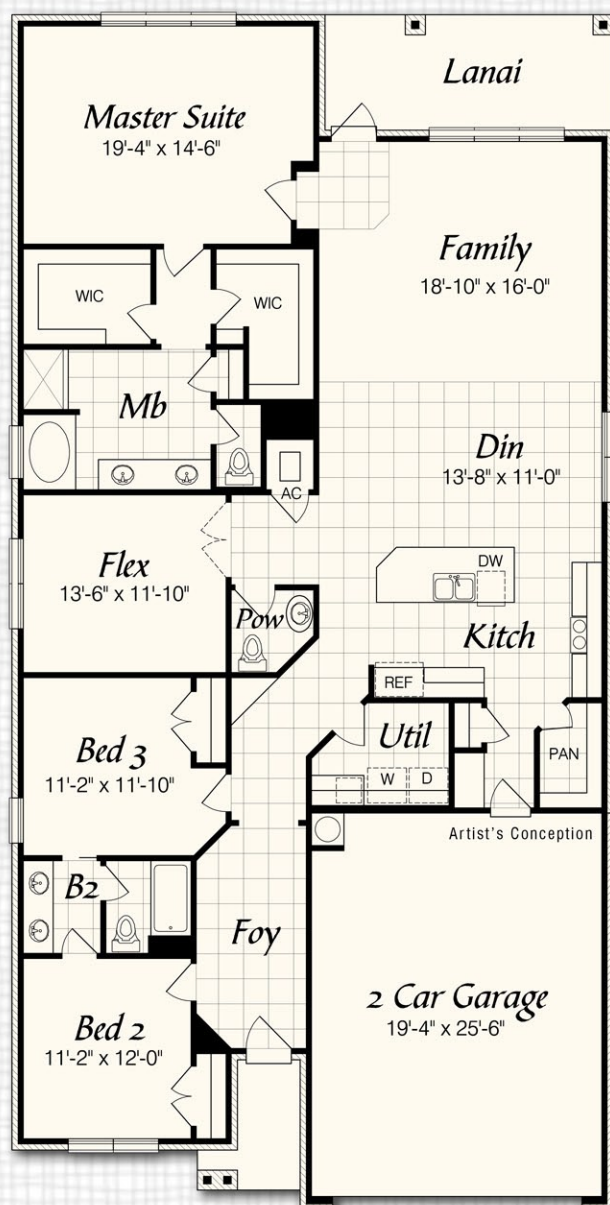 Lanai
Master Suite
19'-4" x 14'-6"
Family
18'-10" x 16'-0"
WIC
WIC
Mb
Din
13'-8" x 11'-0"
AC
Flex
13'-6" x 11'-10"
DW
Pow
Kitch
REF
Util
Bed 3
11'-2" x 11'-10"
W
D
PAN
Artist's Conception
B2
Foy
2 Car Garage
19'-4" x 25'-6"
Bed 2
11'-2" x 12'-0"